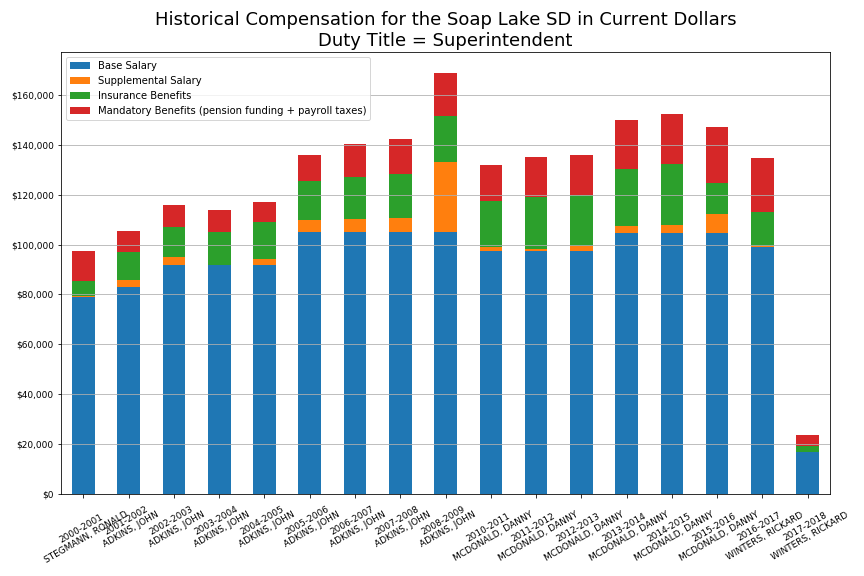 Historical Compensation for the Soap Lake SD in Current Dollars
Duty Title = Superintendent
Base Salary
Supplemental Salary
Insurance Benefits
Mandatory Benefits (pension funding + payroll taxes)
$160,000
$140,000
$120,000
$100,000
$80,000
$60,000
$40,000
$20,000
$0
2000-2001
STEGMANN, RONALD
2001-2002
ADKINS, JOHN
2002-2003
ADKINS, JOHN
2003-2004
ADKINS, JOHN
2004-2005
ADKINS, JOHN
2005-2006
ADKINS, JOHN
2006-2007
ADKINS, JOHN
2007-2008
ADKINS, JOHN
2008-2009
ADKINS, JOHN
2010-2011
MCDONALD, DANNY
2011-2012
MCDONALD, DANNY
2012-2013
MCDONALD, DANNY
2013-2014
MCDONALD, DANNY
2014-2015
MCDONALD, DANNY
2015-2016
MCDONALD, DANNY
2016-2017
WINTERS, RICKARD
2017-2018
WINTERS, RICKARD